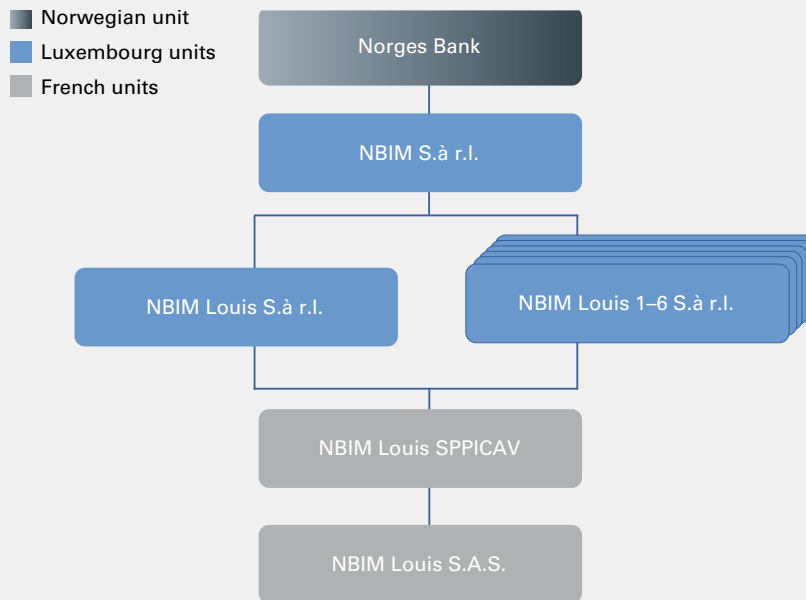 Norwegian unit
Luxembourg units
French units
Norges Bank
NBIM S.à r.l.
NBIM Louis S.à r.l.
NBIM Louis 1–6 S.à r.l.
NBIM Louis SPPICAV
NBIM Louis S.A.S.